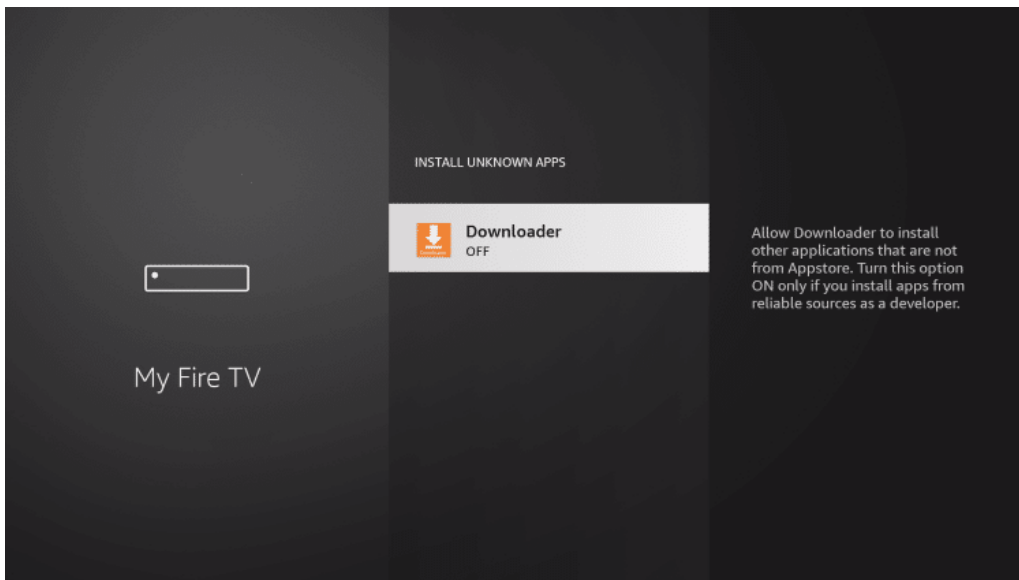 INSTALL UNKNOWN APPS
Downloader
OFF
Allow Downloader to install
other applications that are not
from Appstore. Turn this option
ON only if you install apps from
reliable sources as a developer.
My Fire TV